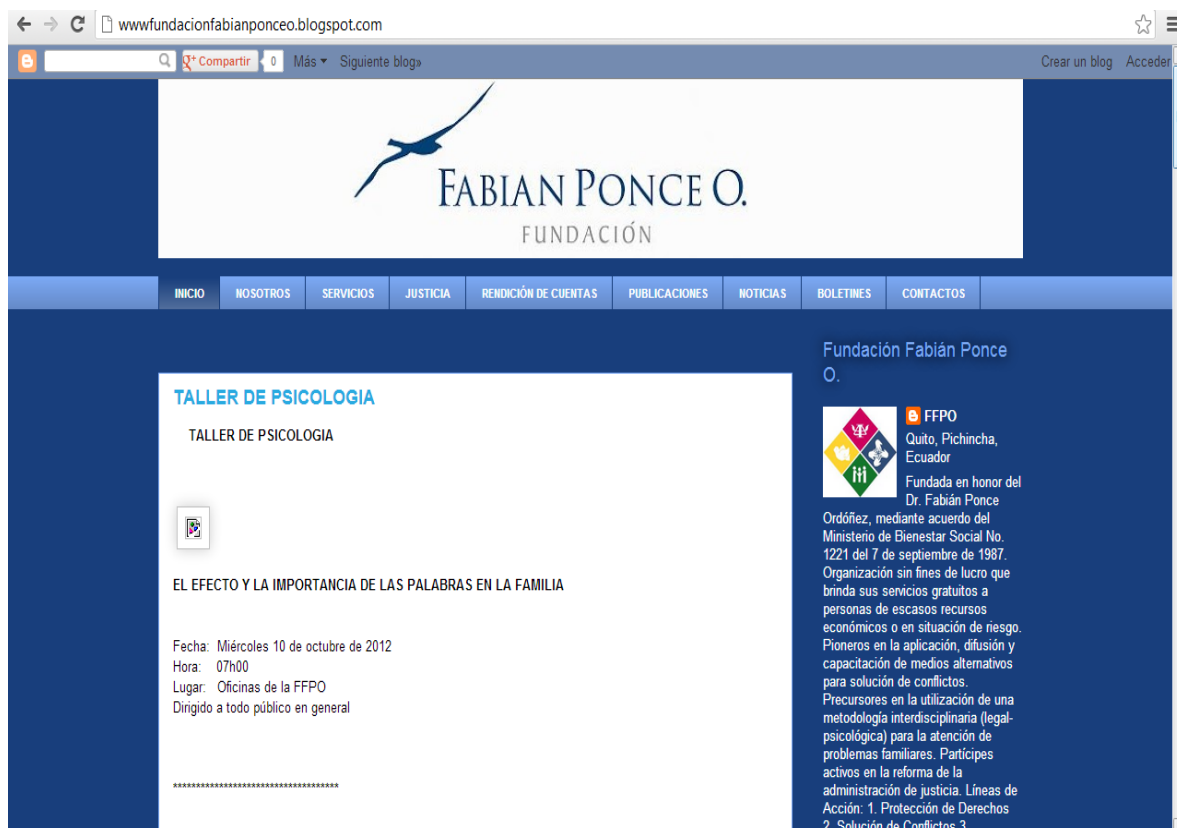 wwwfundacionfabianponceo.blogspot.com
g+ Compartir 0 Más Siguiente blog» Crear un blog Acceder
FABIAN PONCE O.
FUNDACIÓN
INICIO NOSOTROS SERVICIOS JUSTICIA RENDICIÓN DE CUENTAS PUBLICACIONES NOTICIAS BOLETINES CONTACTOS
TALLER DE PSICOLOGIA
TALLER DE PSICOLOGIA
EL EFECTO Y LA IMPORTANCIA DE LAS PALABRAS EN LA FAMILIA
Fecha: Miércoles 10 de octubre de 2012
Hora: 07h00
Lugar: Oficinas de la FFPO
Dirigido a todo público en general
************************************
Fundación Fabián Ponce
O.
FFPO
Quito, Pichincha,
Ecuador
Fundada en honor del
Dr. Fabián Ponce
Ordóñez, mediante acuerdo del
Ministerio de Bienestar Social No.
1221 del 7 de septiembre de 1987.
Organización sin fines de lucro que
brinda sus servicios gratuitos a
personas de escasos recursos
económicos o en situación de riesgo.
Pioneros en la aplicación, difusión y
capacitación de medios alternativos
para solución de conflictos.
Precursores en la utilización de una
metodología interdisciplinaria (legal-
psicológica) para la atención de
problemas familiares. Partícipes
activos en la reforma de la
administración de justicia. Líneas de
Acción: 1. Protección de Derechos
2. Solución de Conflictos 3.